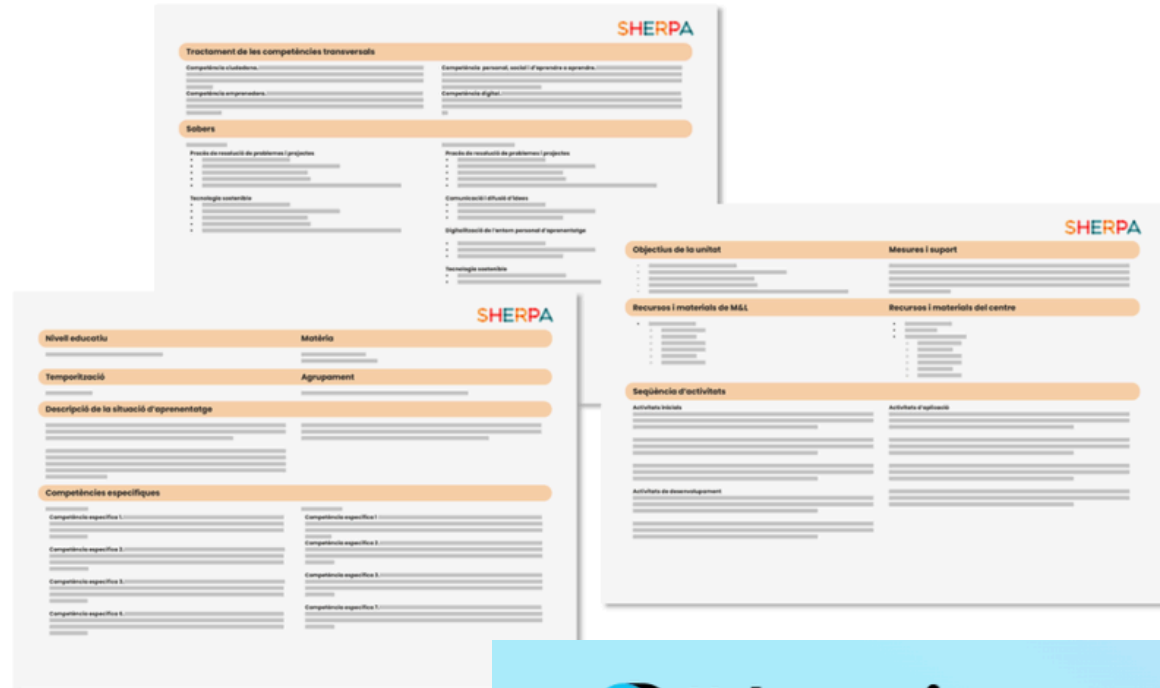 SHERPA
Tractament de les competències transversals
Competència ciutadana.
Competència personal, social i d'aprendre a aprendre.
Competència emprenedora.
Competència digital.
Sabers
Procés de resolució de problemes i projectes
Tecnologia sostenible
Procés de resolució de problemes i projectes
Comunicació i difusió d'idees
Digitalització de l'entorn personal d'aprenentatge
Tecnologia sostenible
SHERPA
Objectius de la unitat
Mesures i suport
Recursos i materials de M&L
Recursos i materials del centre
Seqüència d'activitats
Activitats inicials
Activitats d'aplicació
Activitats de desenvolupament
SHERPA
Nivell educatiu
Matèria
Temporització
Agrupament
Descripció de la situació d'aprenentatge
Competències específiques
Competència específica 1.
Competència específica 2.
Competència específica 3.
Competència específica 1
Competència específica 2.
Competència específica 3.
Competència específica 7.